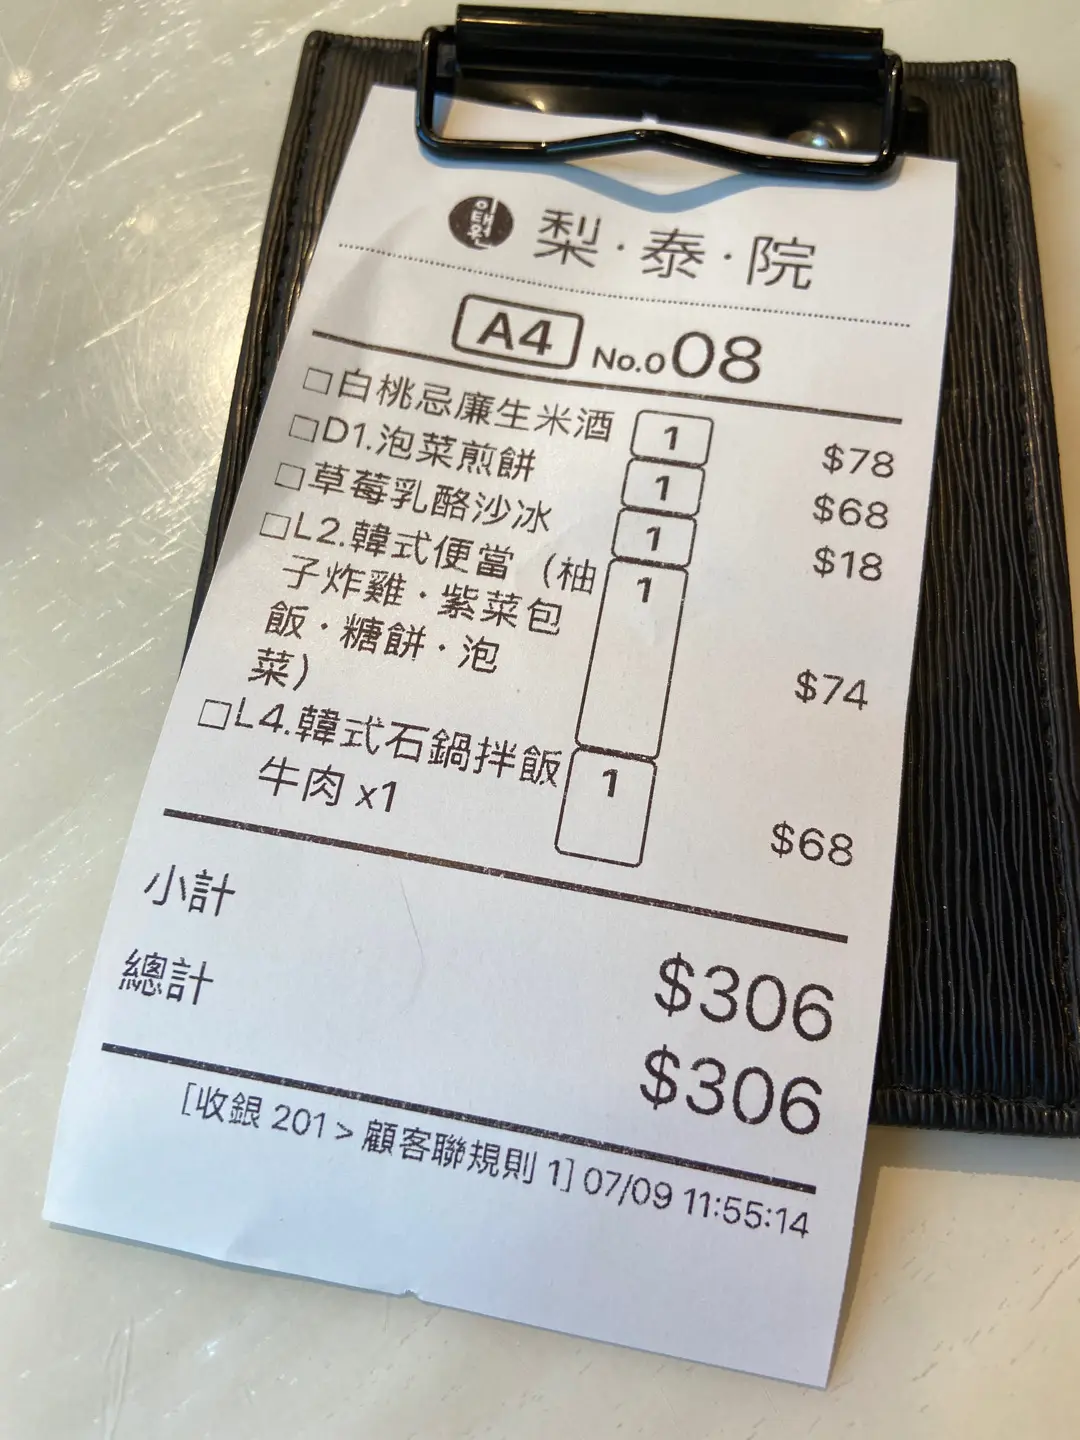 이태원 梨·泰·院
A4 No.008
□白桃忌廉生米酒 1 $78
□D1.泡菜煎餅 1 $68
□草莓乳酪沙冰 1 $18
□L2.韓式便當（柚 1
子炸雞·紫菜包
飯·糖餅·泡
菜） $74
□L4.韓式石鍋拌飯 1
牛肉 x1 $68
小計 $306
總計 $306
[收銀 201 > 顧客聯規則 1] 07/09 11:55:14